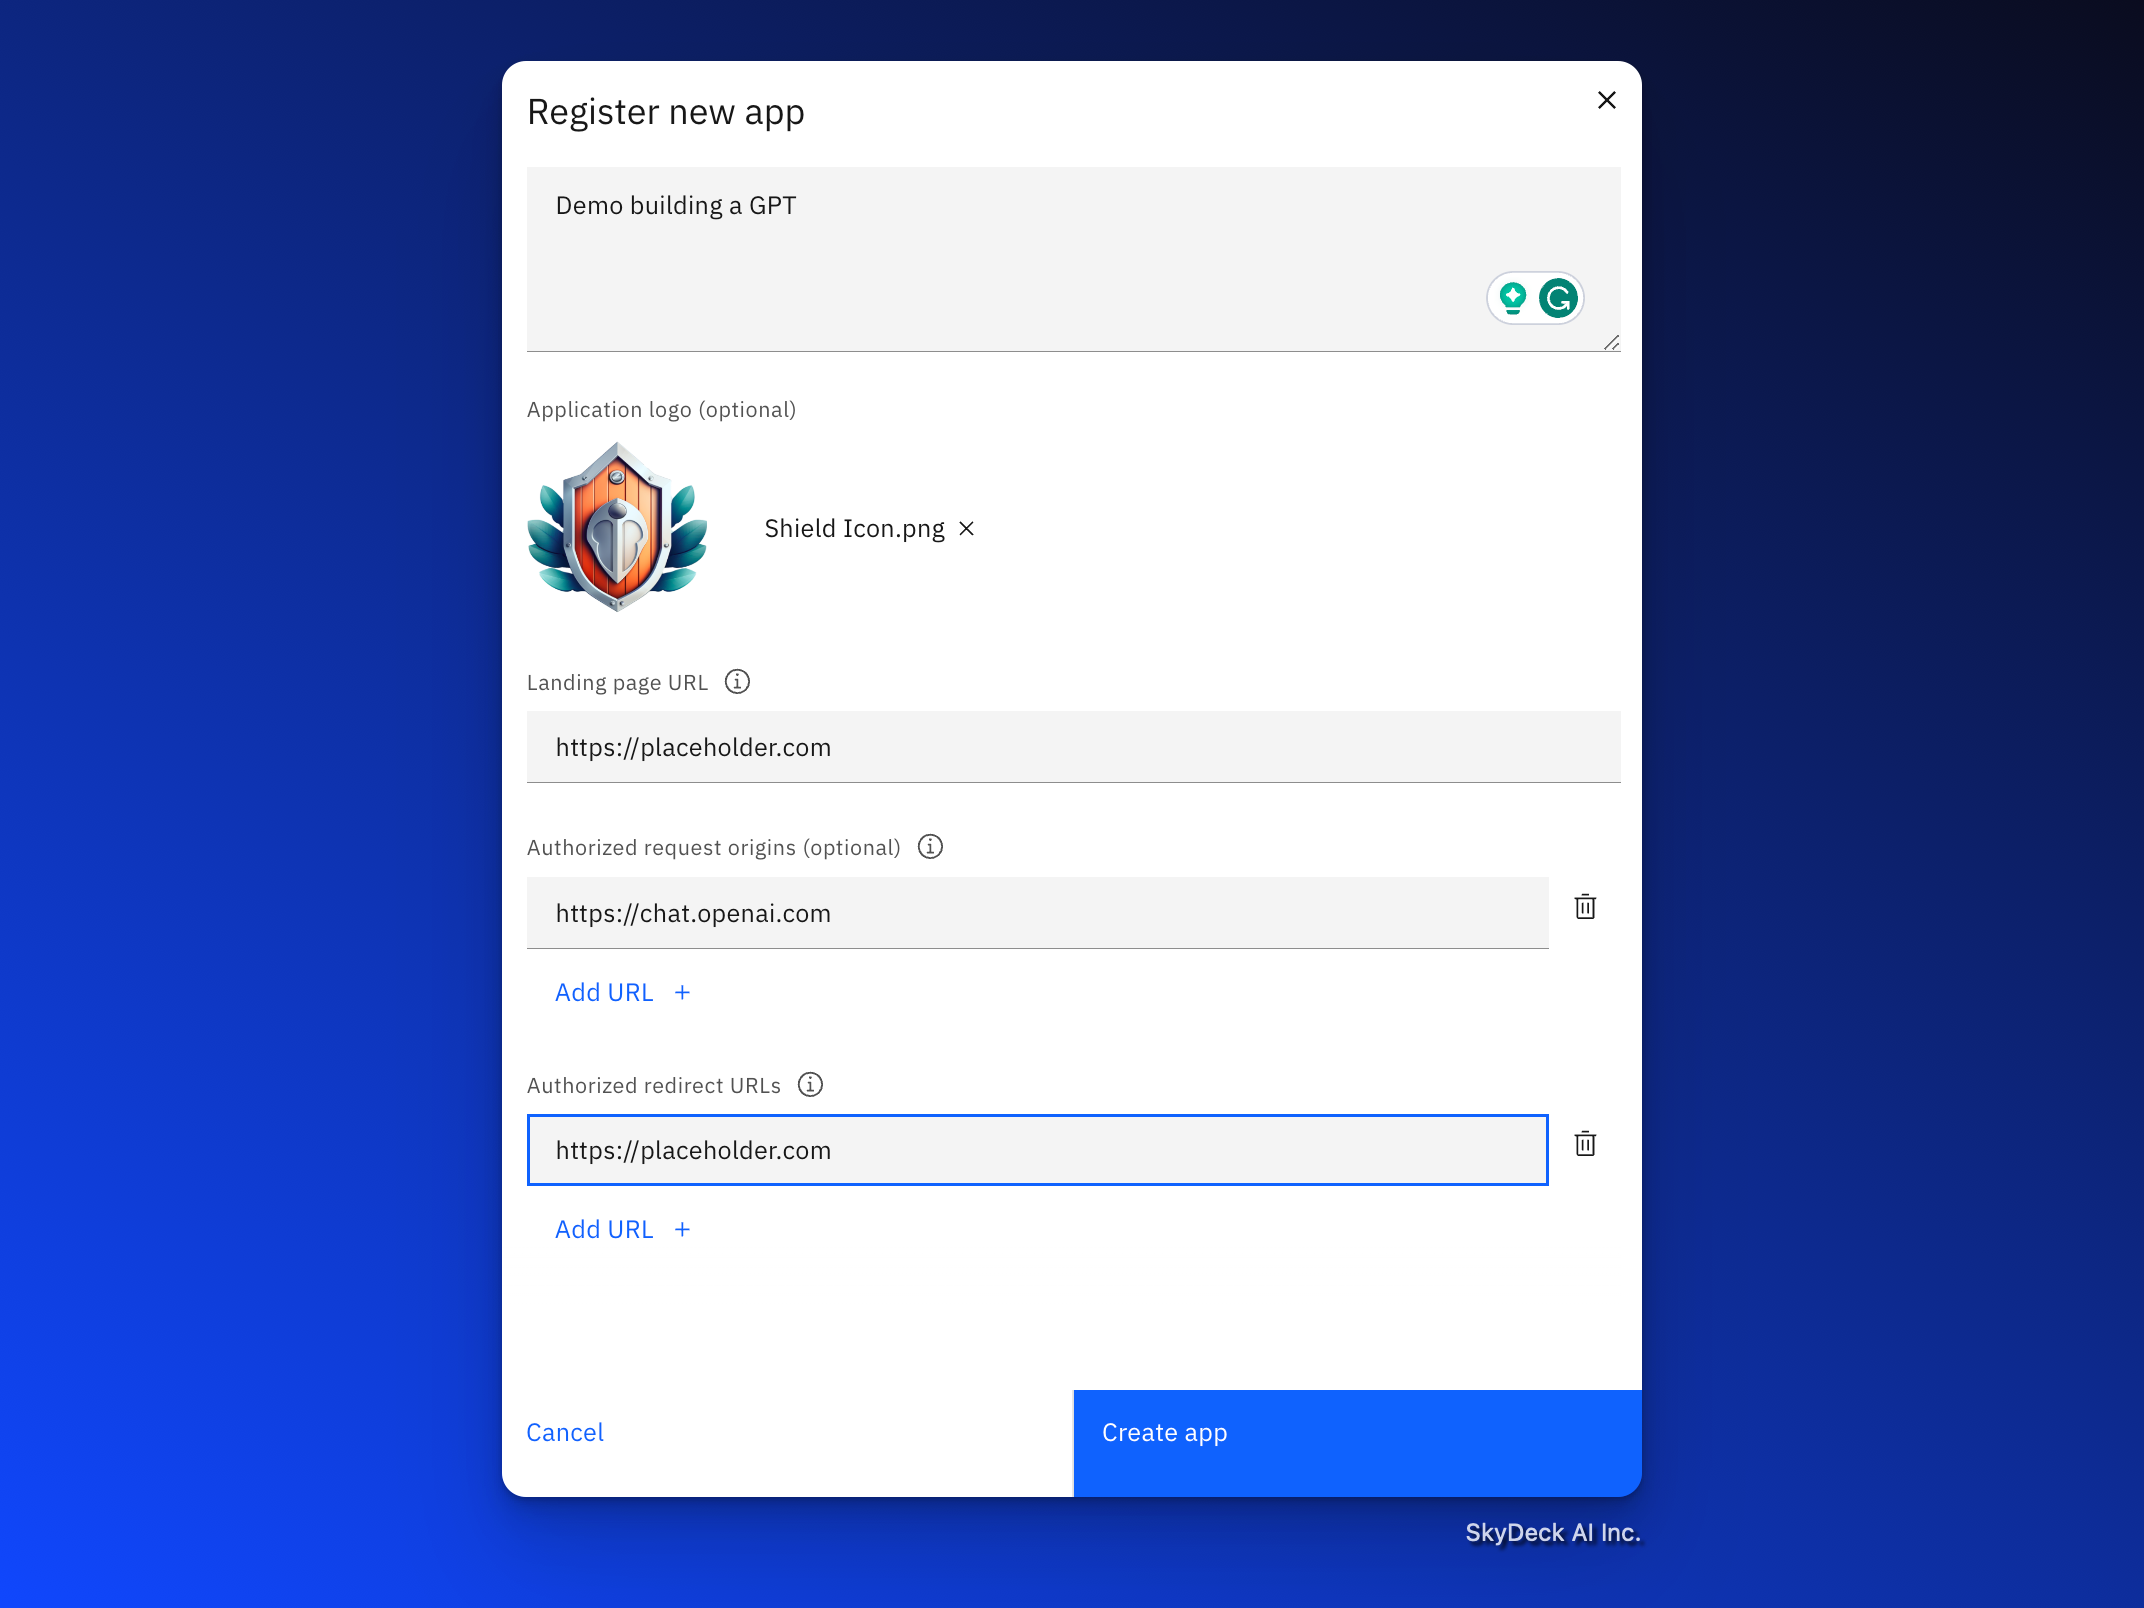 Register new app
Demo building a GPT
Application logo (optional)
Shield Icon.png
Landing page URL
https://placeholder.com
Authorized request origins (optional)
https://chat.openai.com
Add URL +
Authorized redirect URLs
https://placeholder.com
Add URL +
Cancel
Create app
SkyDeck AI Inc.